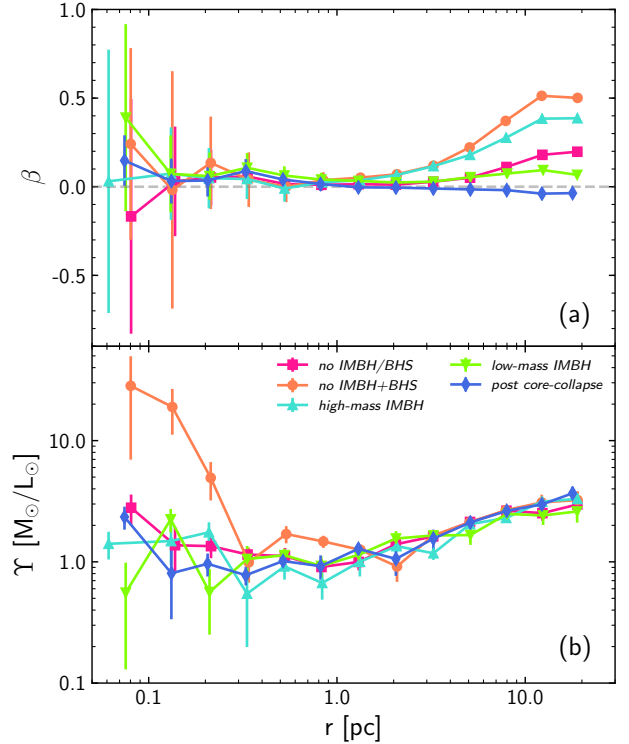 1.0
0.5
0.0
-0.5
β
(a)
no IMBH/BHS
no IMBH+BHS
high-mass IMBH
low-mass IMBH
post core-collapse
10.0
1.0
0.1
ϒ [M⊙/L⊙]
(b)
0.1 1.0 10.0
r [pc]